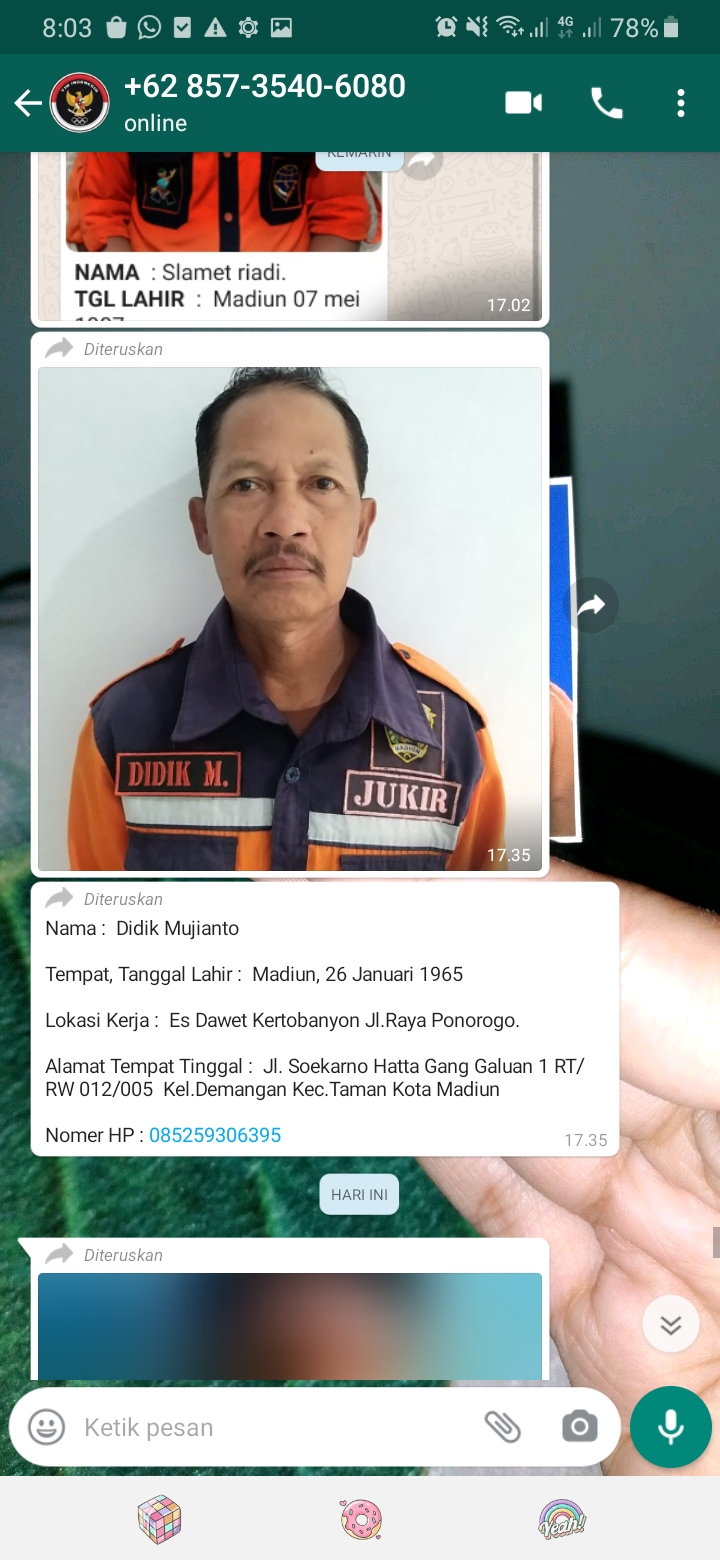 8:03
4G
78%
+62 857-3540-6080
online
KEMARIN
NAMA : Slamet riadi.
TGL LAHIR : Madiun 07 mei
17.02
Diteruskan
DIDIK M.
MADIUN
JUKIR
17.35
Diteruskan
Nama : Didik Mujianto
Tempat, Tanggal Lahir : Madiun, 26 Januari 1965
Lokasi Kerja : Es Dawet Kertobanyon Jl.Raya Ponorogo.
Alamat Tempat Tinggal : Jl. Soekarno Hatta Gang Galuan 1 RT/
RW 012/005 Kel.Demangan Kec.Taman Kota Madiun
Nomer HP : 085259306395
17.35
HARI INI
Diteruskan
Ketik pesan
Yeah!